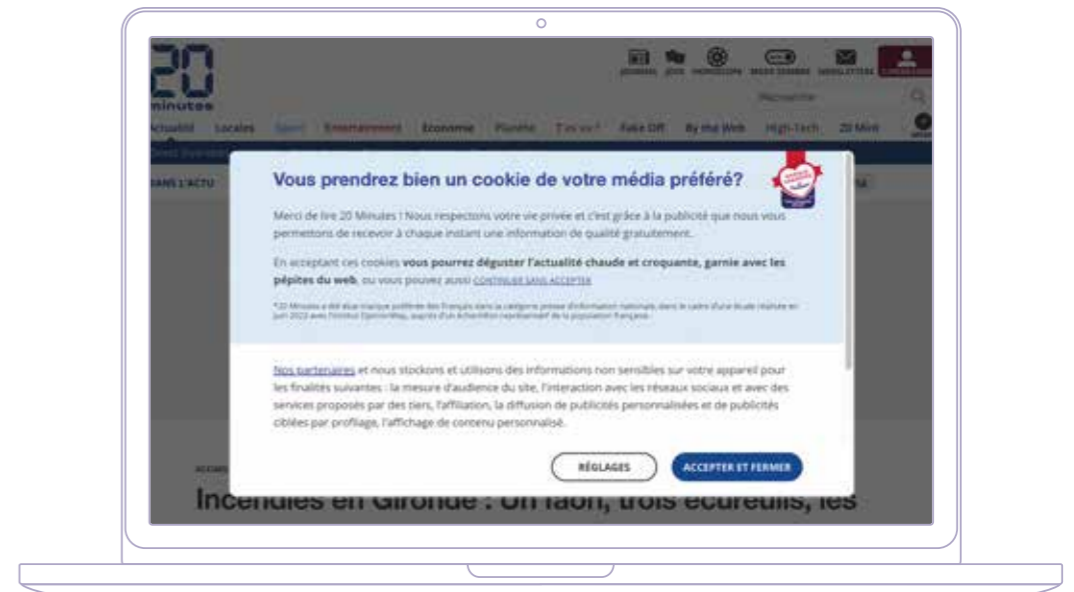 20
minutes
Recherche
Actualité Locales Sport Entertainment Economie Planète T'as vu ? Fake Off By the Web High-Tech 20 Mint
DANS L'ACTU
Vous prendrez bien un cookie de votre média préféré?
Merci de lire 20 Minutes ! Nous respectons votre vie privée et c'est grâce à la publicité que nous vous
permettons de recevoir à chaque instant une information de qualité gratuitement.
En acceptant ces cookies vous pourrez déguster l'actualité chaude et croquante, garnie avec les
pépites du web, ou vous pouvez aussi CONTINUER SANS ACCEPTER
Nos partenaires et nous stockons et utilisons des informations non sensibles sur votre appareil pour
les finalités suivantes : la mesure d'audience du site, l'interaction avec les réseaux sociaux et avec des
services proposés par des tiers, l'affiliation, la diffusion de publicités personnalisées et de publicités
ciblées par profilage, l'affichage de contenu personnalisé.
RÉGLAGES ACCEPTER ET FERMER
Incendies en Gironde : Un faon, trois écureuils, les